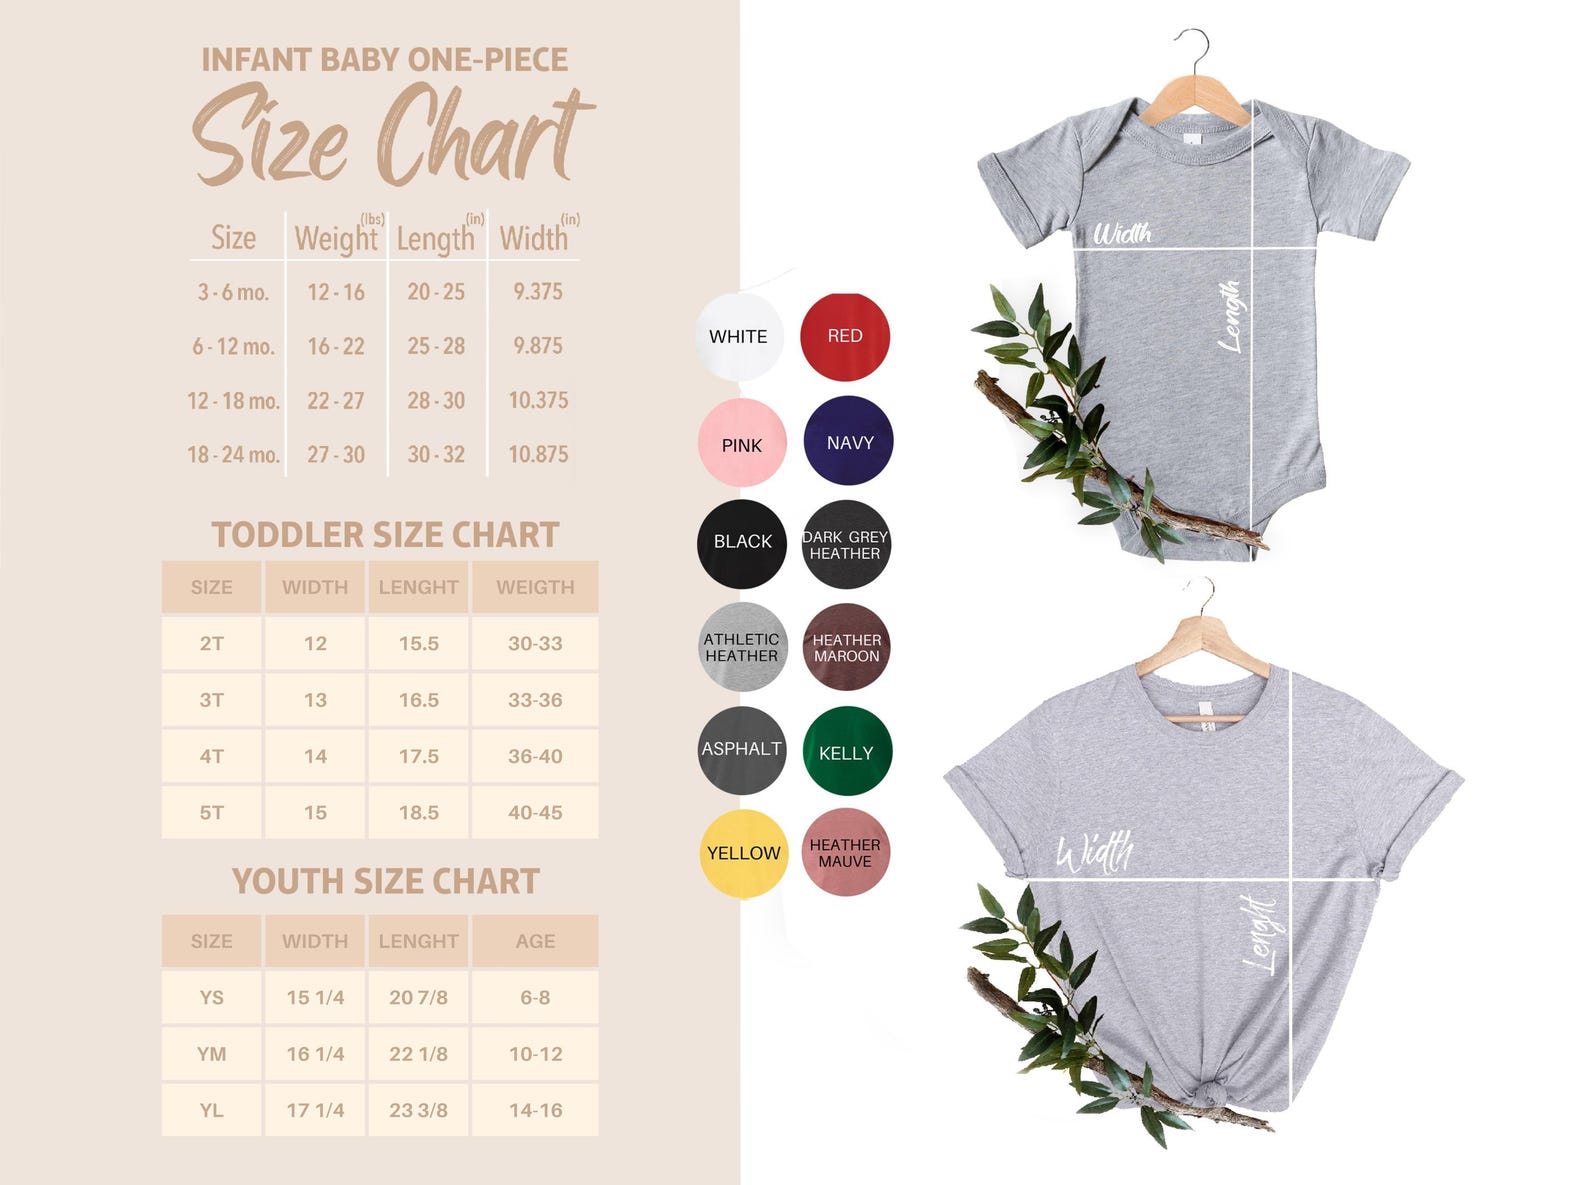 INFANT BABY ONE-PIECE
Size Chart
Size Weight (lbs) Length (in) Width (in)
3 - 6 mo. 12 - 16 20 - 25 9.375
6 - 12 mo. 16 - 22 25 - 28 9.875
12 - 18 mo. 22 - 27 28 - 30 10.375
18 - 24 mo. 27 - 30 30 - 32 10.875
TODDLER SIZE CHART
SIZE WIDTH LENGHT WEIGTH
2T 12 15.5 30-33
3T 13 16.5 33-36
4T 14 17.5 36-40
5T 15 18.5 40-45
YOUTH SIZE CHART
SIZE WIDTH LENGHT AGE
YS 15 1/4 20 7/8 6-8
YM 16 1/4 22 1/8 10-12
YL 17 1/4 23 3/8 14-16
WHITE
RED
PINK
NAVY
BLACK
DARK GREY
HEATHER
ATHLETIC
HEATHER
HEATHER
MAROON
ASPHALT
KELLY
YELLOW
HEATHER
MAUVE
Width
Length
Width
Lenght